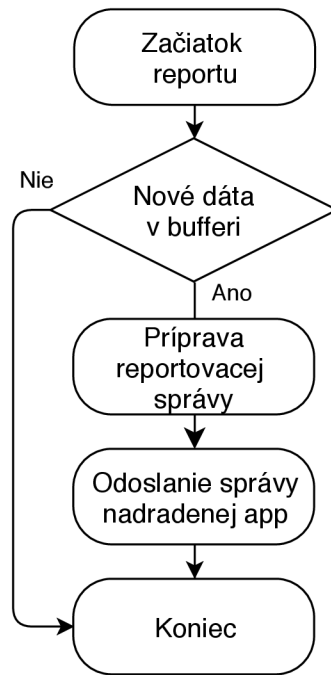 Začiatok
reportu
Nie
Nové dáta
v bufferi
Ano
Príprava
reportovacej
správy
Odoslanie správy
nadradenej app
Koniec